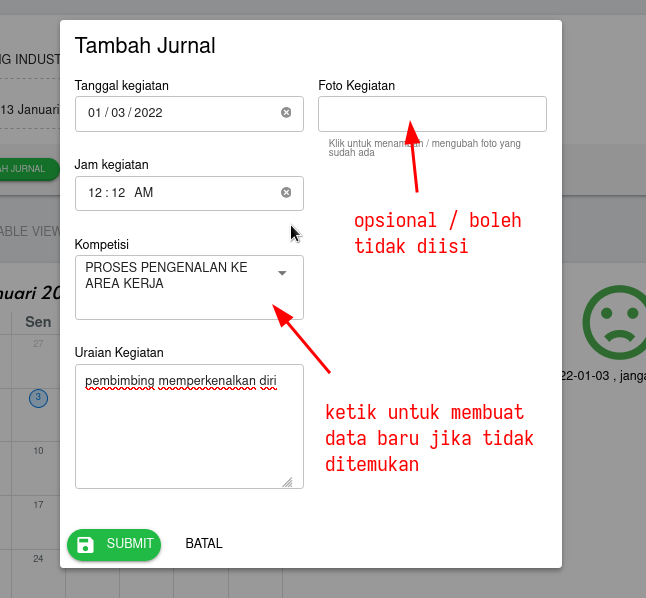 Tambah Jurnal
Tanggal kegiatan
01 / 03 / 2022
Foto Kegiatan
Klik untuk menambah / mengubah foto yang
sudah ada
Jam kegiatan
12 : 12 AM
opsional / boleh
tidak diisi
Kompetisi
PROSES PENGENALAN KE
AREA KERJA
Uraian Kegiatan
pembimbing memperkenalkan diri
ketik untuk membuat
data baru jika tidak
ditemukan
SUBMIT
BATAL
NG INDUST
13 Januari
AH JURNAL
ABLE VIEW
nuari 20
Sen
27
3
10
17
24
22-01-03 , janga